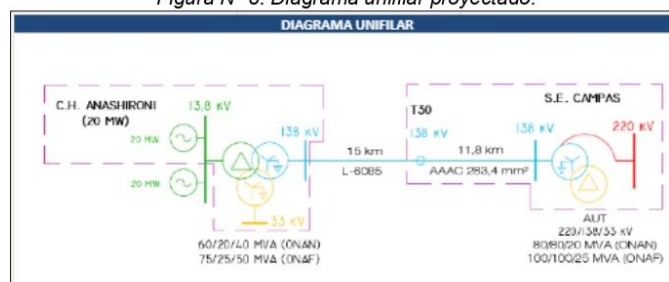 Figura N° 6. Diagrama unifilar proyectado.
DIAGRAMA UNIFILAR
C.H. ANASHIRONI
(20 MW)
13,8 KV
20 MW
20 MW
138 KV
33 KV
60/20/40 MVA (ONAN)
75/25/50 MVA (ONAF)
15 km
L-6085
T30
138 KV
11,8 km
AAAC 283,4 mm²
S.E. CAMPAS
138 KV
220 KV
AUT
220/138/33 KV
80/80/20 MVA (ONAN)
100/100/25 MVA (ONAF)